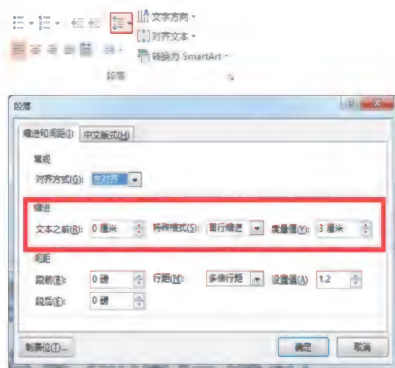 文字方向
对齐文本
转换为 SmartArt
段落
段落
缩进和间距(I) 中文版式(H)
常规
对齐方式(G): 左对齐
缩进
文本之前(R): 0 厘米 特殊格式(S): 首行缩进 度量值(Y): 3 厘米
间距
段前(B): 0 磅 行距(N): 多倍行距 设置值(A) 1.2
段后(E): 0 磅
制表位(T)... 确定 取消